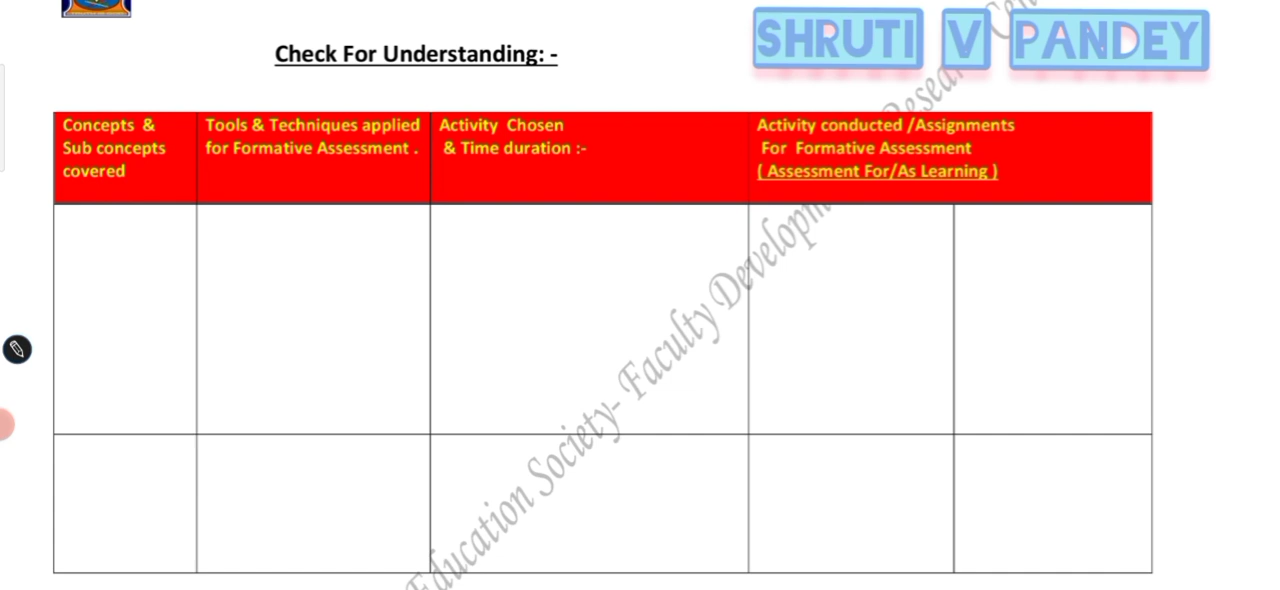 SHRUTI V PANDEY
Check For Understanding: -
Concepts &
Sub concepts
covered
Tools & Techniques applied
for Formative Assessment .
Activity Chosen
& Time duration :-
Activity conducted /Assignments
For Formative Assessment
( Assessment For/As Learning )
Education Society- Faculty Developm